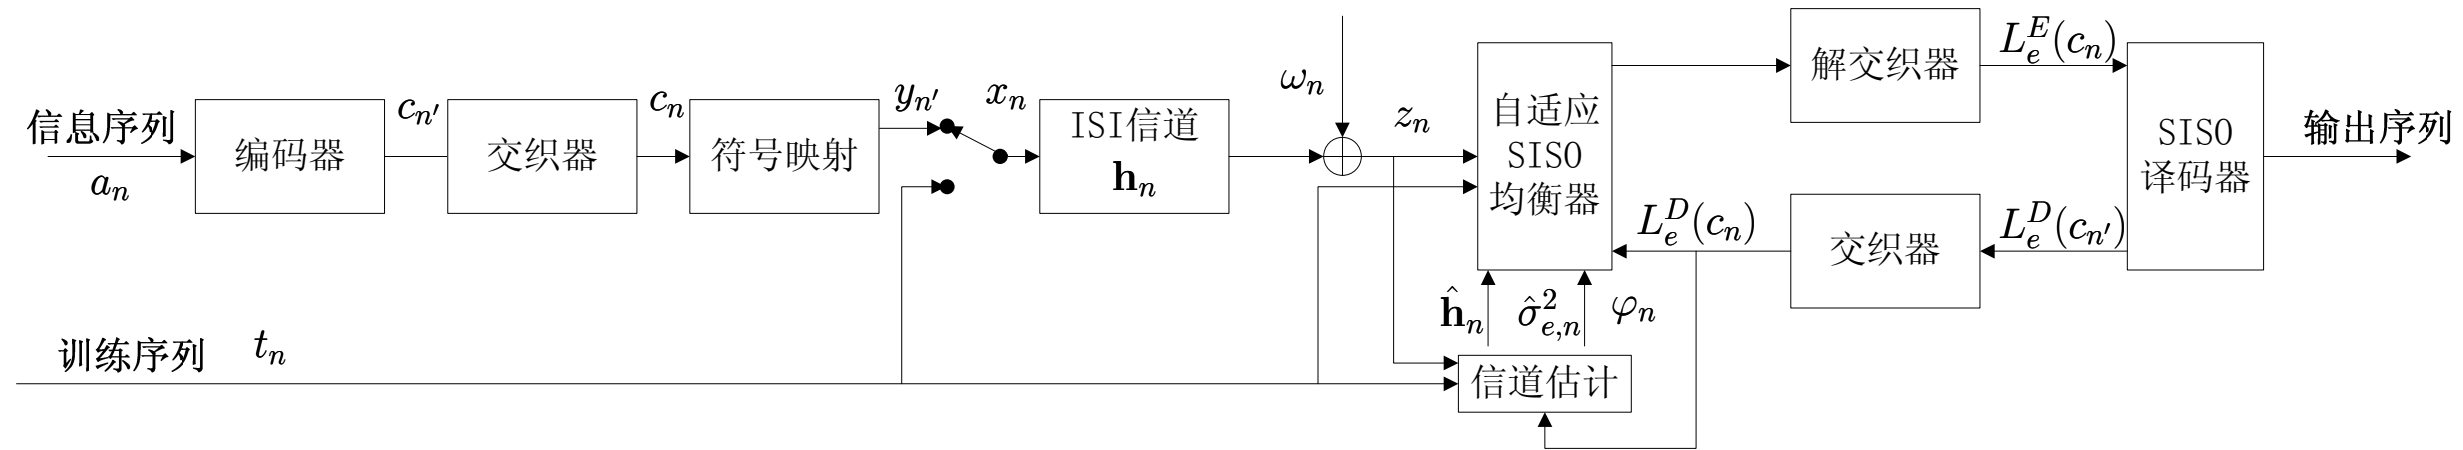 信息序列
a_n
编码器
c_{n'}
交织器
c_n
符号映射
y_{n'}
x_n
ISI信道
h_n
ω_n
z_n
自适应
SISO
均衡器
解交织器
L_e^E(c_n)
SISO
译码器
输出序列
L_e^D(c_n)
交织器
L_e^D(c_{n'})
ĥ_n
σ̂_{e,n}^2
φ_n
训练序列
t_n
信道估计